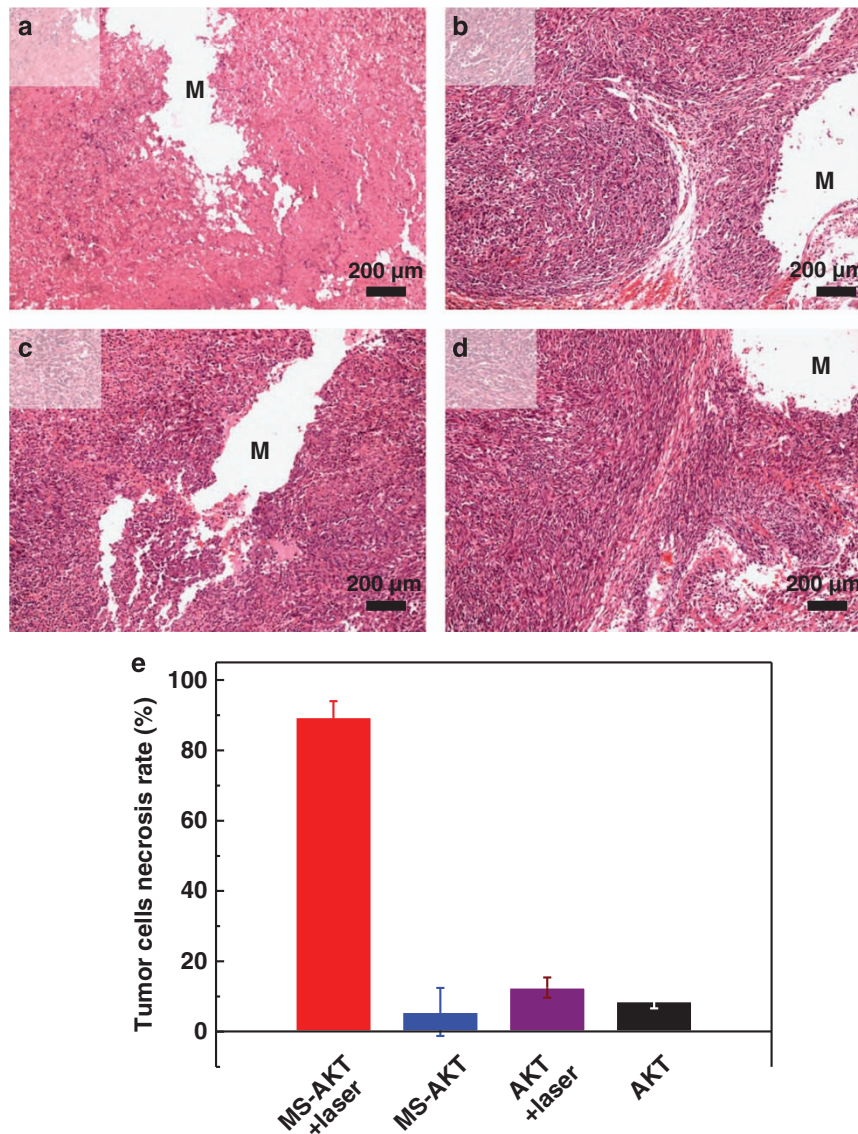 a
M
200 µm
b
M
200 µm
c
M
200 µm
d
M
200 µm
e
Tumor cells necrosis rate (%)
100
80
60
40
20
0
MS-AKT
+laser
MS-AKT
AKT
+laser
AKT